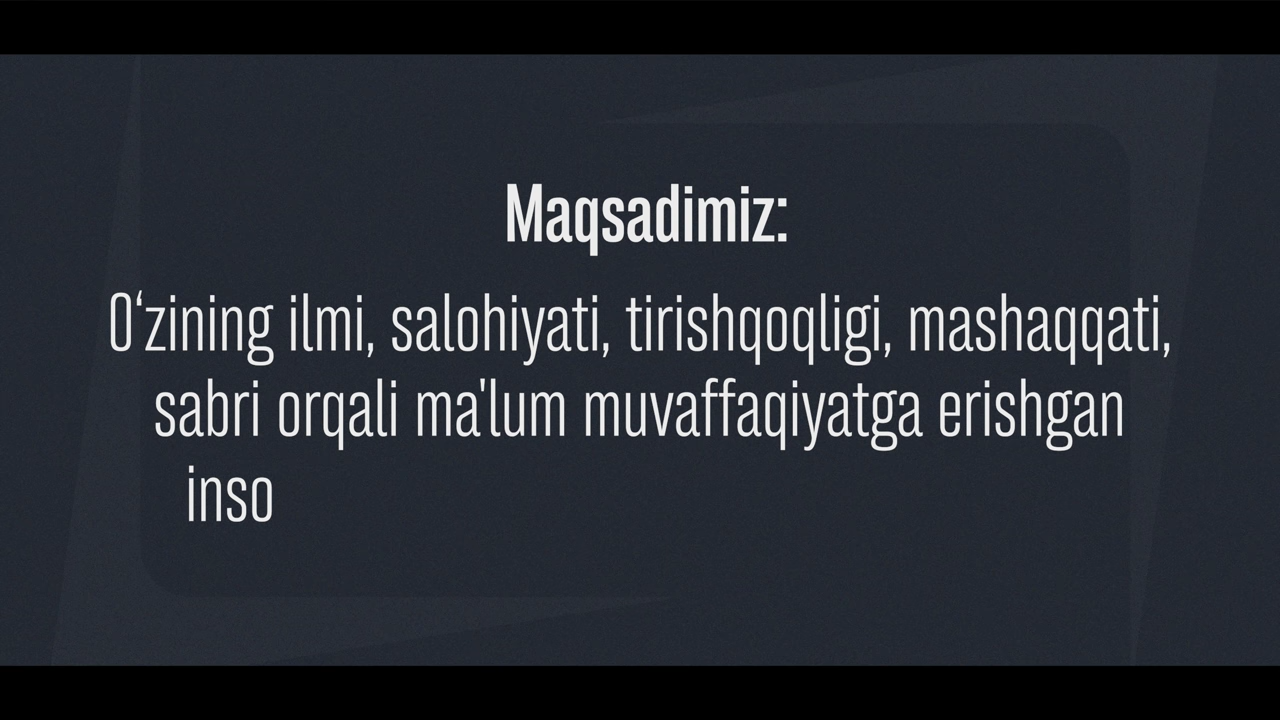 Maqsadimiz:
O‘zining ilmi, salohiyati, tirishqoqligi, mashaqqati,
sabri orqali ma'lum muvaffaqiyatga erishgan
inso